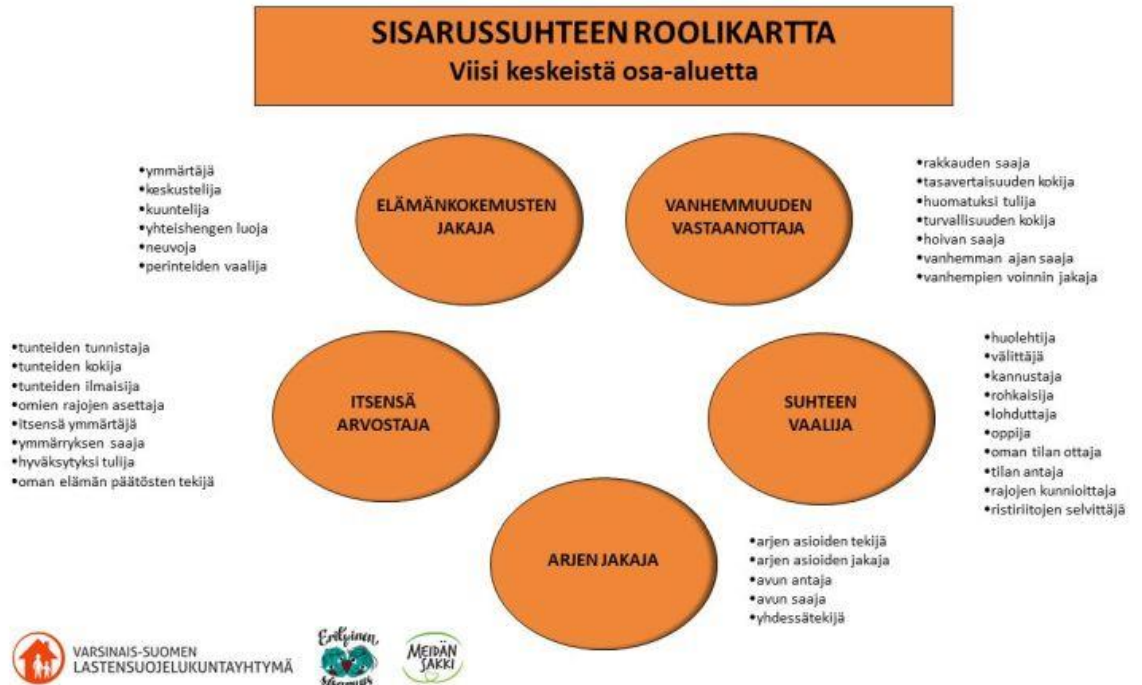 SISARUSSUHTEEN ROOLIKARTTA
Viisi keskeistä osa-aluetta
•ymmärtäjä
•keskustelija
•kuuntelija
•yhteishengen luoja
•neuvoja
•perinteiden vaalija
ELÄMÄNKOKEMUSTEN
JAKAJA
VANHEMMUUDEN
VASTAANOTTAJA
•rakkauden saaja
•tasavertaisuuden kokija
•huomatuksi tulija
•turvallisuuden kokija
•hoivan saaja
•vanhemman ajan saaja
•vanhempien voinnin jakaja
•tunteiden tunnistaja
•tunteiden kokija
•tunteiden ilmaisija
•omien rajojen asettaja
•itsensä ymmärtäjä
•ymmärryksen saaja
•hyväksytyksi tulija
•oman elämän päätösten tekijä
ITSENSÄ
ARVOSTAJA
SUHTEEN
VAALIJA
•huolehtija
•välittäjä
•kannustaja
•rohkaisija
•lohduttaja
•oppija
•oman tilan ottaja
•tilan antaja
•rajojen kunnioittaja
•ristiriitojen selvittäjä
ARJEN JAKAJA
•arjen asioiden tekijä
•arjen asioiden jakaja
•avun antaja
•avun saaja
•yhdessätekijä
VARSINAIS-SUOMEN
LASTENSUOJELUKUNTAYHTYMÄ
Erityinen
sisaruus
MEIDÄN
JAKKI